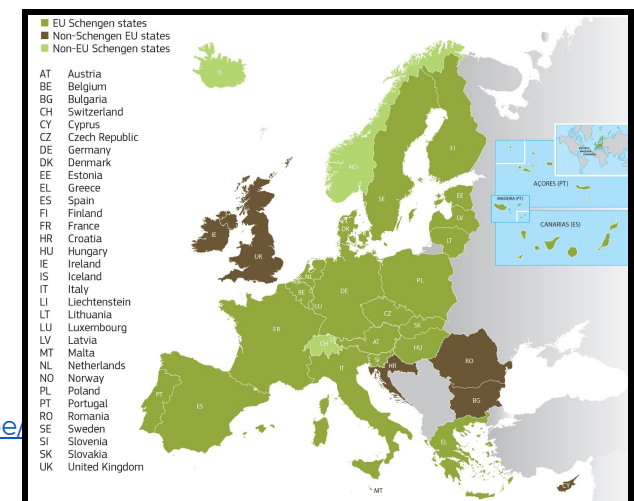 EU Schengen states
Non-Schengen EU states
Non-EU Schengen states
AT Austria
BE Belgium
BG Bulgaria
CH Switzerland
CY Cyprus
CZ Czech Republic
DE Germany
DK Denmark
EE Estonia
EL Greece
ES Spain
FI Finland
FR France
HR Croatia
HU Hungary
IE Ireland
IS Iceland
IT Italy
LI Liechtenstein
LT Lithuania
LU Luxembourg
LV Latvia
MT Malta
NL Netherlands
NO Norway
PL Poland
PT Portugal
RO Romania
SE Sweden
SI Slovenia
SK Slovakia
UK United Kingdom
IS
NO
SE
FI
EE
LV
LT
DK
IE
UK
NL
BE
LU
DE
PL
CZ
SK
FR
CH
AT
HU
SI
HR
IT
RO
BG
PT
ES
EL
MT
AÇORES (PT)
MADEIRA (PT)
CANARIAS (ES)
e/